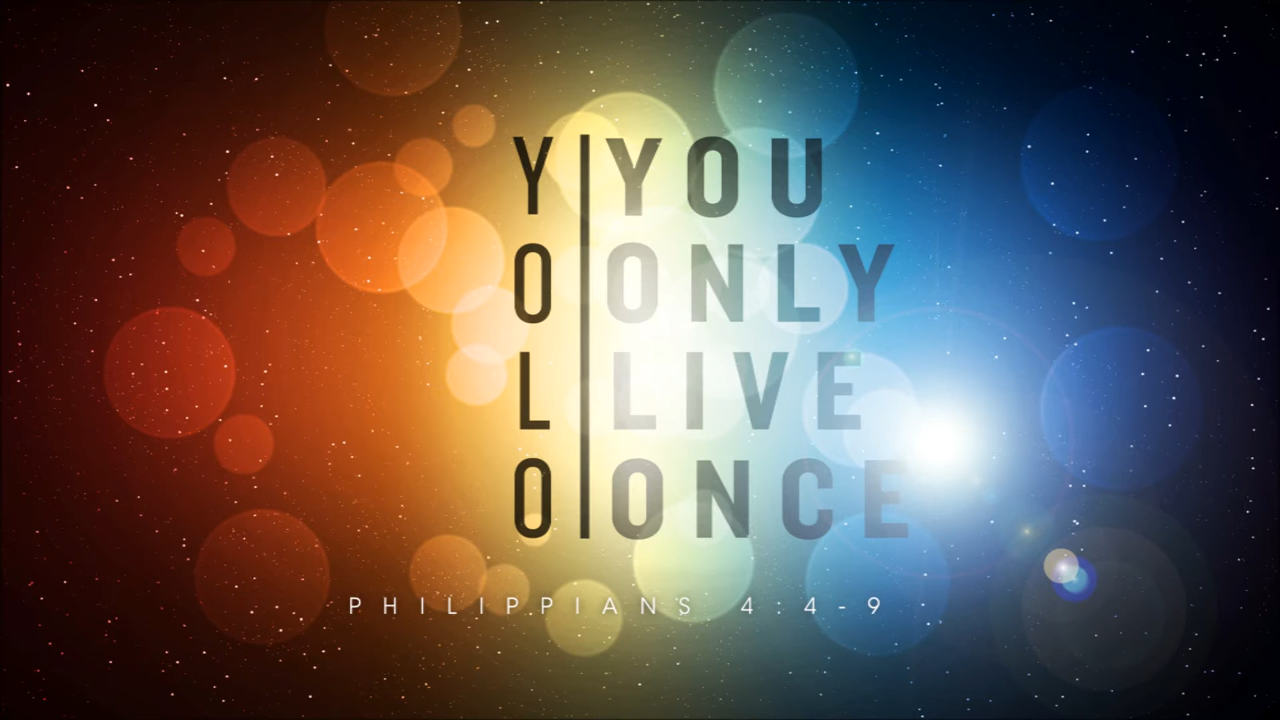 Y | YOU
O | ONLY
L | LIVE
O | ONCE
PHILIPPIANS 4:4-9